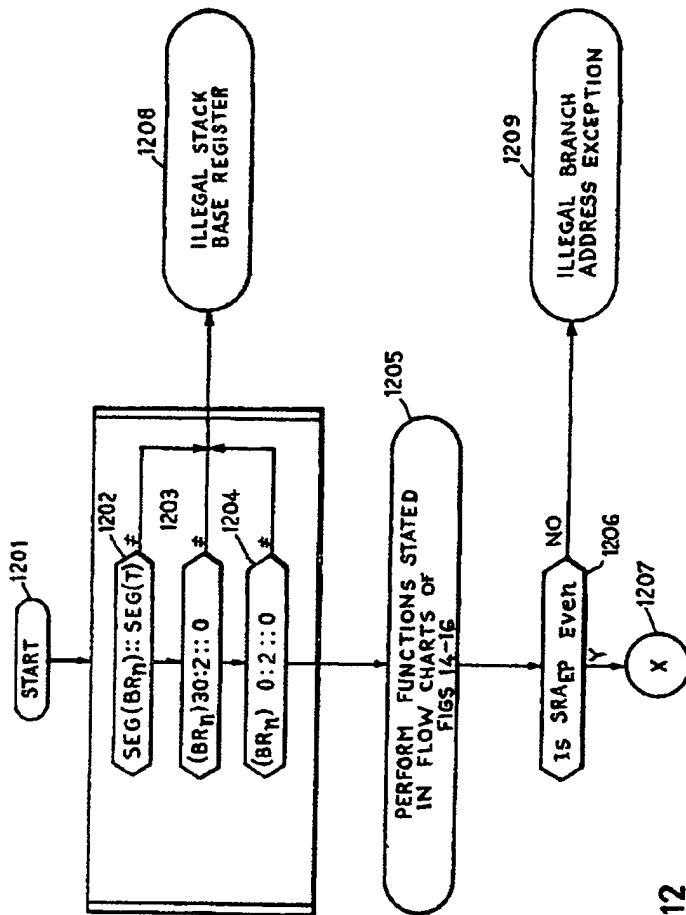 1201
START
1202
SEG(BRn)::SEG(T)
≠
1203
(BRn)30:2::0
≠
1204
(BRn) 0:2::0
≠
1208
ILLEGAL STACK
BASE REGISTER
1205
PERFORM FUNCTIONS STATED
IN FLOW CHARTS OF
FIGS 14-16
Is SRAEP Even
1206
NO
Y
1209
ILLEGAL BRANCH
ADDRESS EXCEPTION
X
1207
12